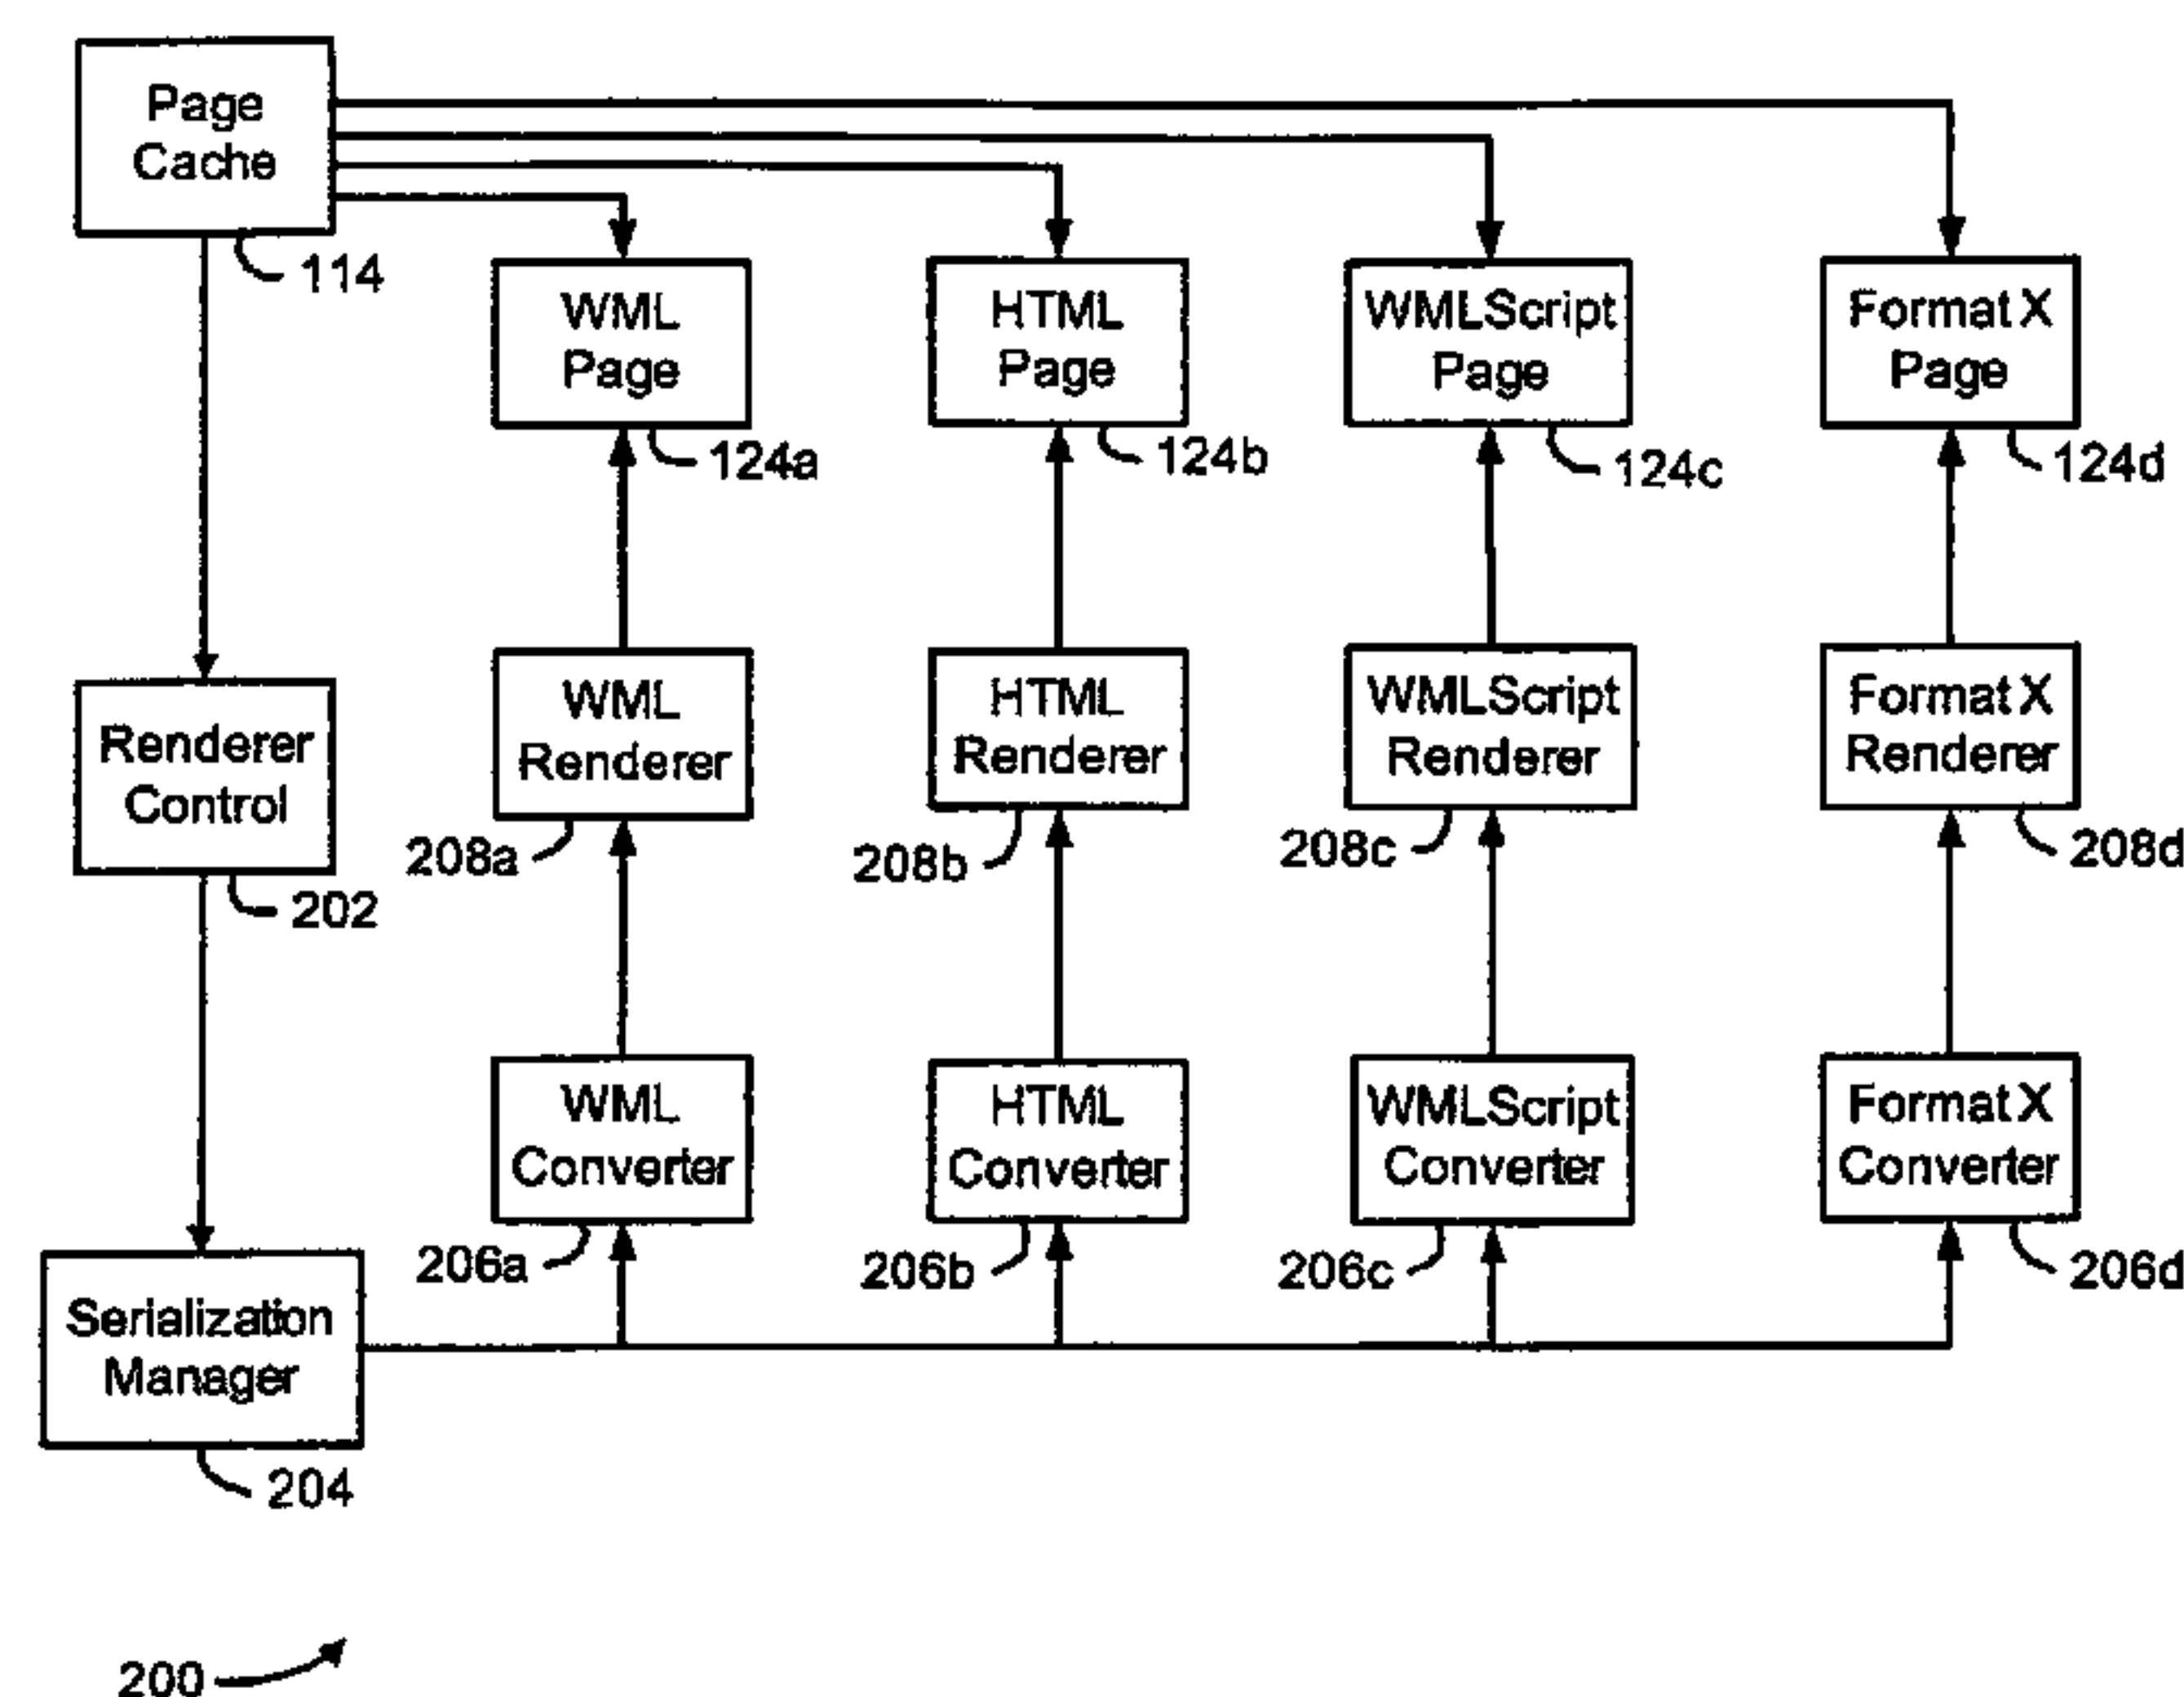 Page
Cache
114
WML
Page
124a
HTML
Page
124b
WMLScript
Page
124c
Format X
Page
124d
Renderer
Control
202
WML
Renderer
208a
HTML
Renderer
208b
WMLScript
Renderer
208c
Format X
Renderer
208d
WML
Converter
206a
HTML
Converter
206b
WMLScript
Converter
206c
Format X
Converter
206d
Serialization
Manager
204
200